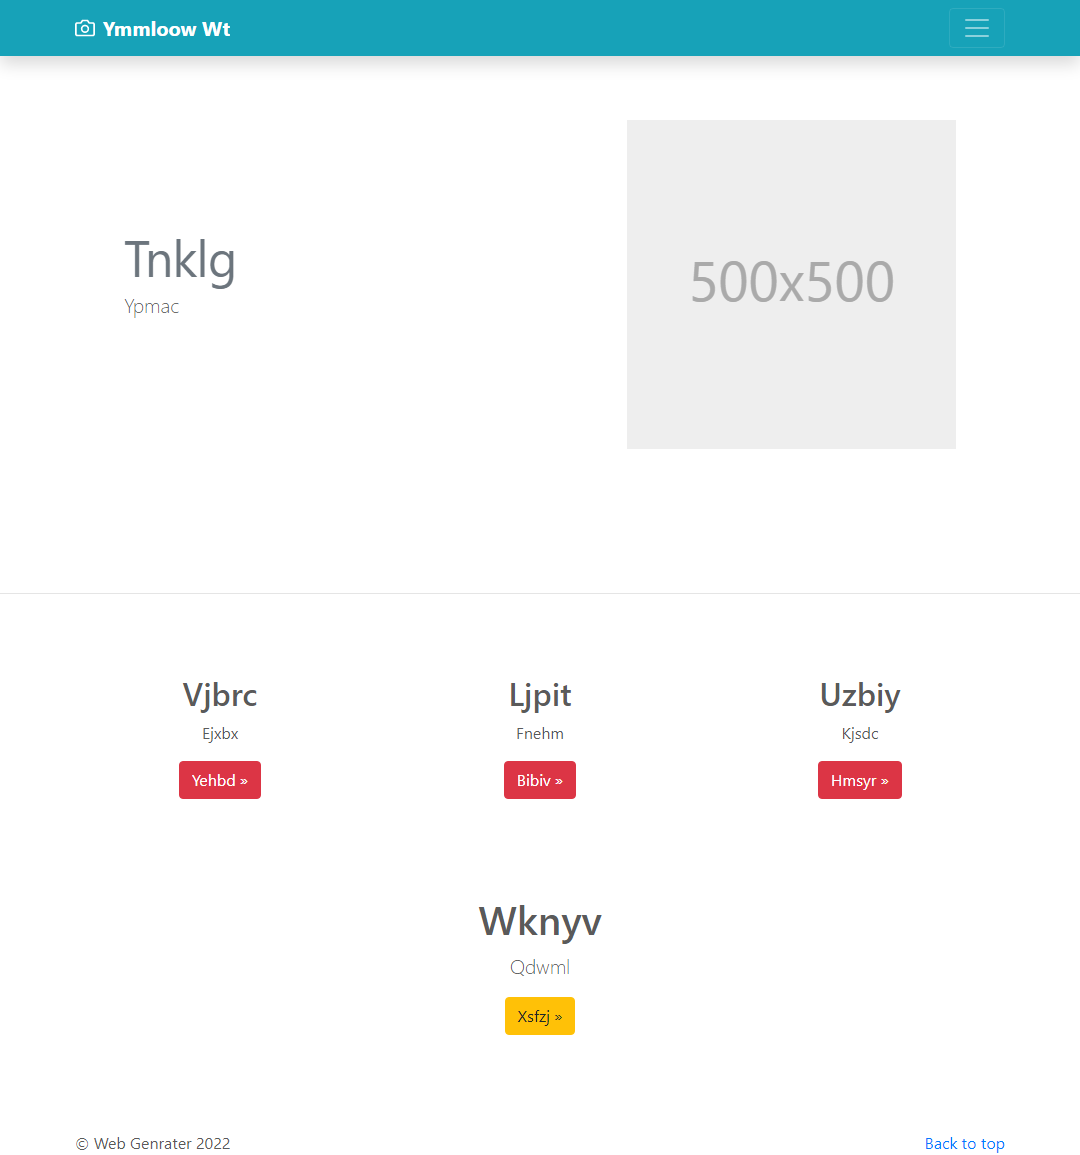 Ymmloow Wt
Tnklg
Ypmac
500x500
Vjbrc
Ejxbx
Yehbd »
Ljpit
Fnehm
Bibiv »
Uzbiy
Kjsdc
Hmsyr »
Wknyv
Qdwml
Xsfzj »
© Web Genrater 2022
Back to top